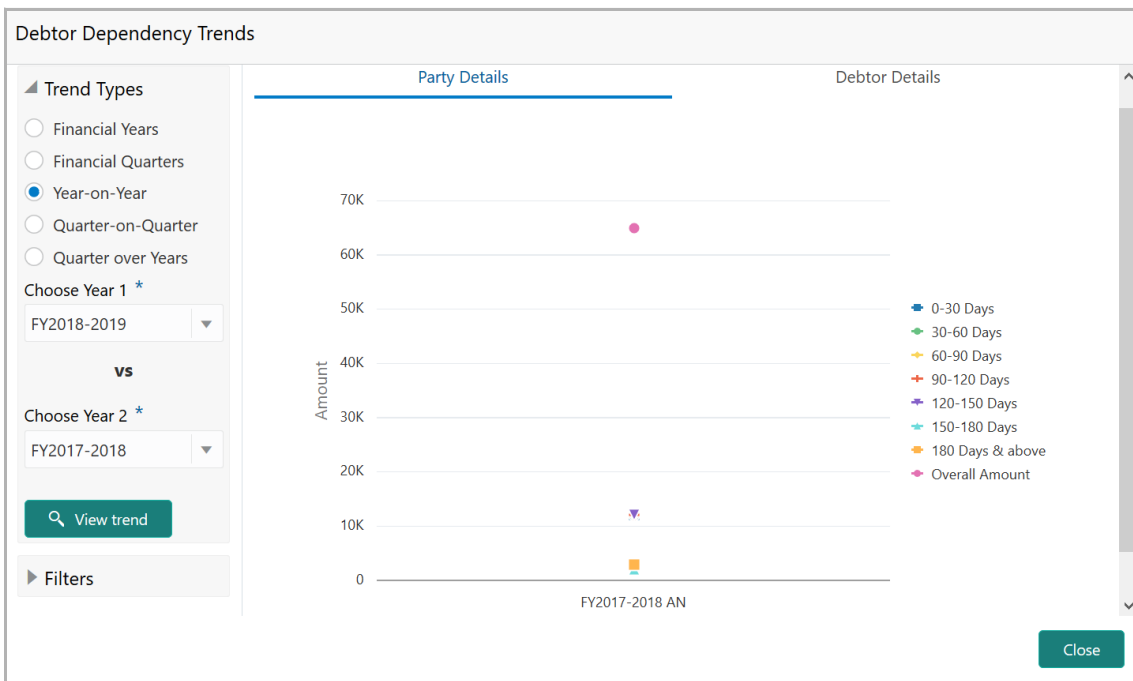 Debtor Dependency Trends
Trend Types
Financial Years
Financial Quarters
Year-on-Year
Quarter-on-Quarter
Quarter over Years
Choose Year 1 *
FY2018-2019
vs
Choose Year 2 *
FY2017-2018
View trend
Filters
Party Details
Debtor Details
70K
60K
50K
40K
30K
20K
10K
0
Amount
FY2017-2018 AN
0-30 Days
30-60 Days
60-90 Days
90-120 Days
120-150 Days
150-180 Days
180 Days & above
Overall Amount
Close